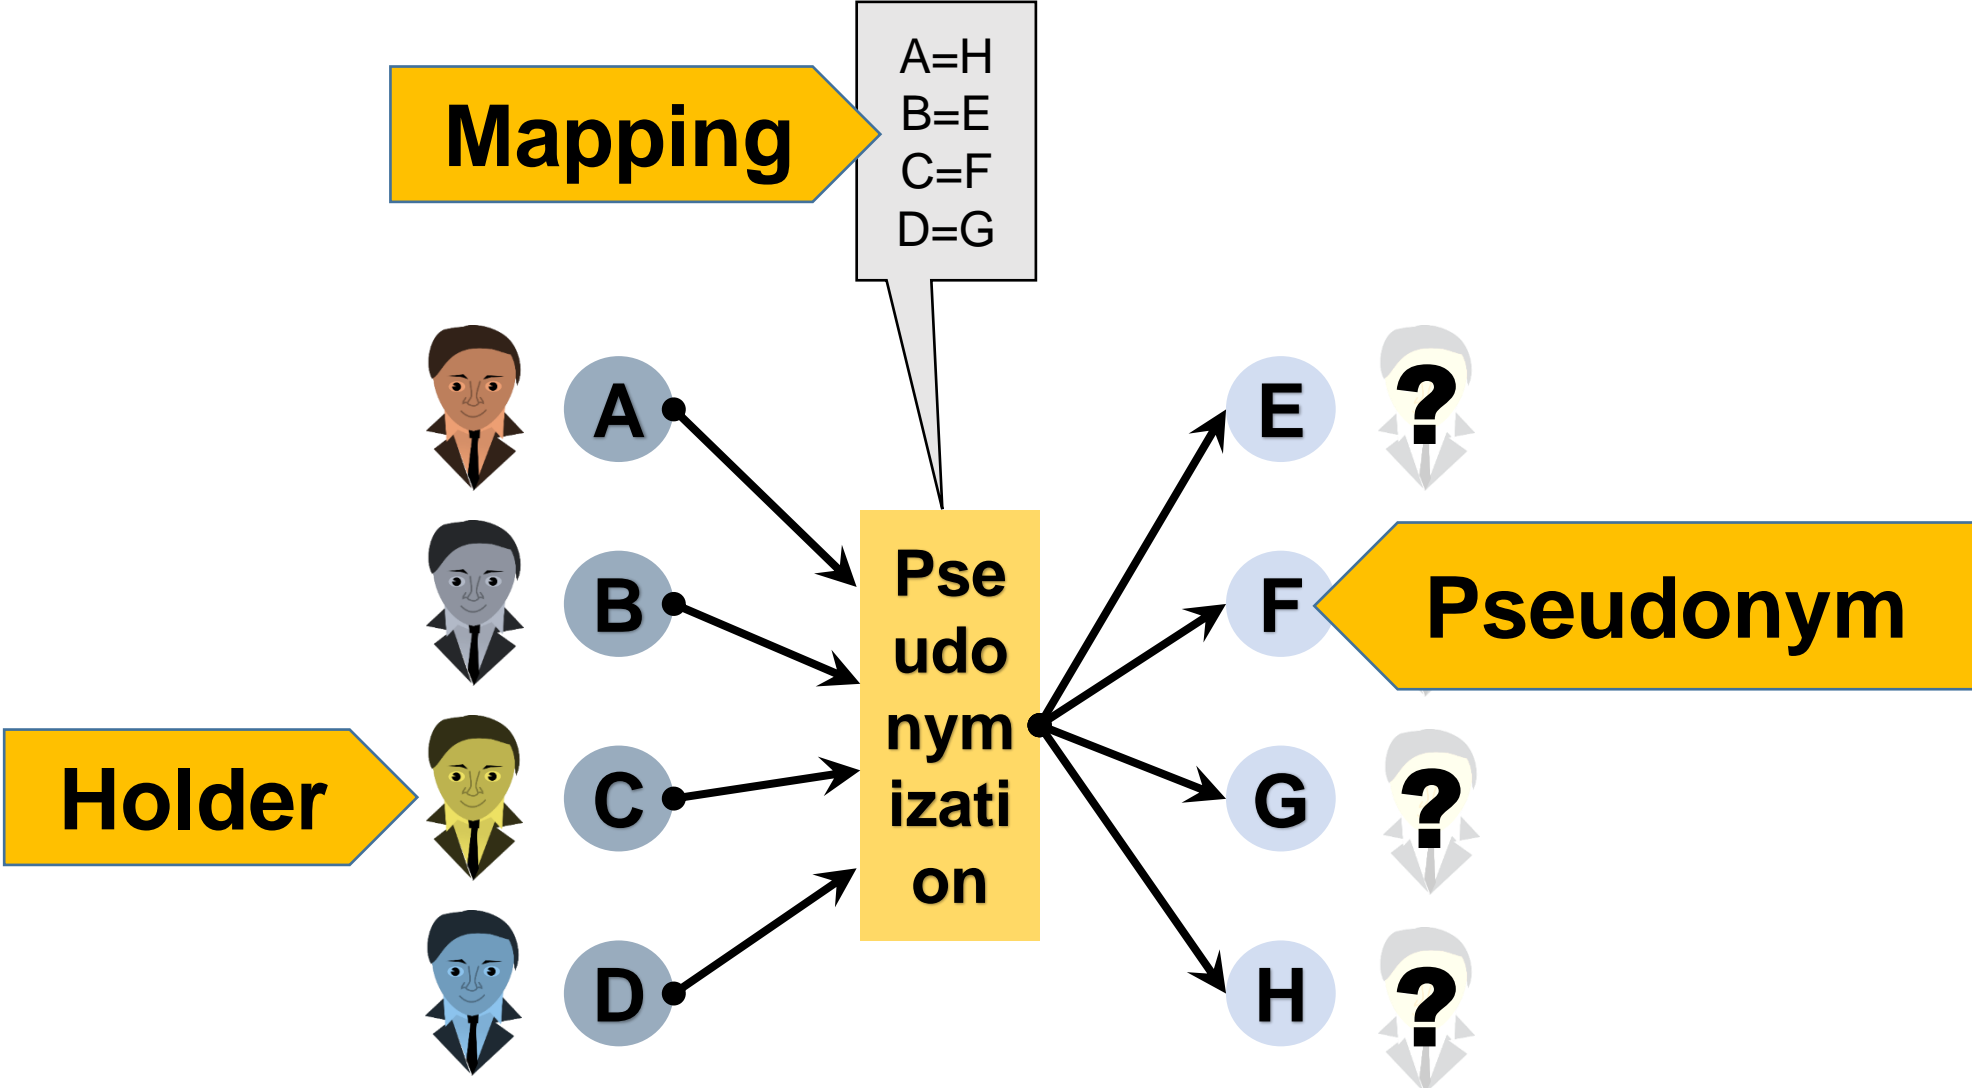 A=H
B=E
C=F
D=G
Mapping
A
B
C
D
Holder
Pse
udo
nym
izati
on
E
?
F
Pseudonym
G
?
H
?